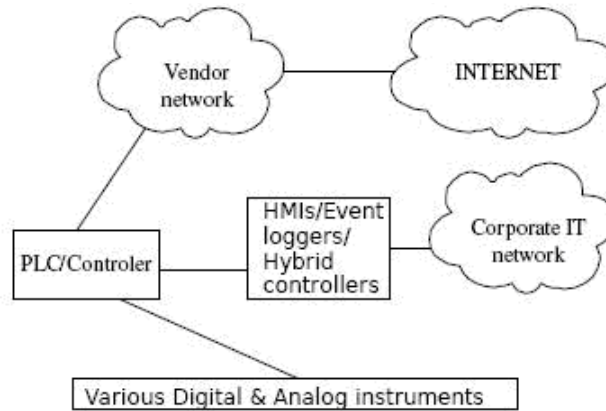 Vendor
network
INTERNET
HMIs/Event
loggers/
Hybrid
controllers
Corporate IT
network
PLC/Controler
Various Digital & Analog instruments